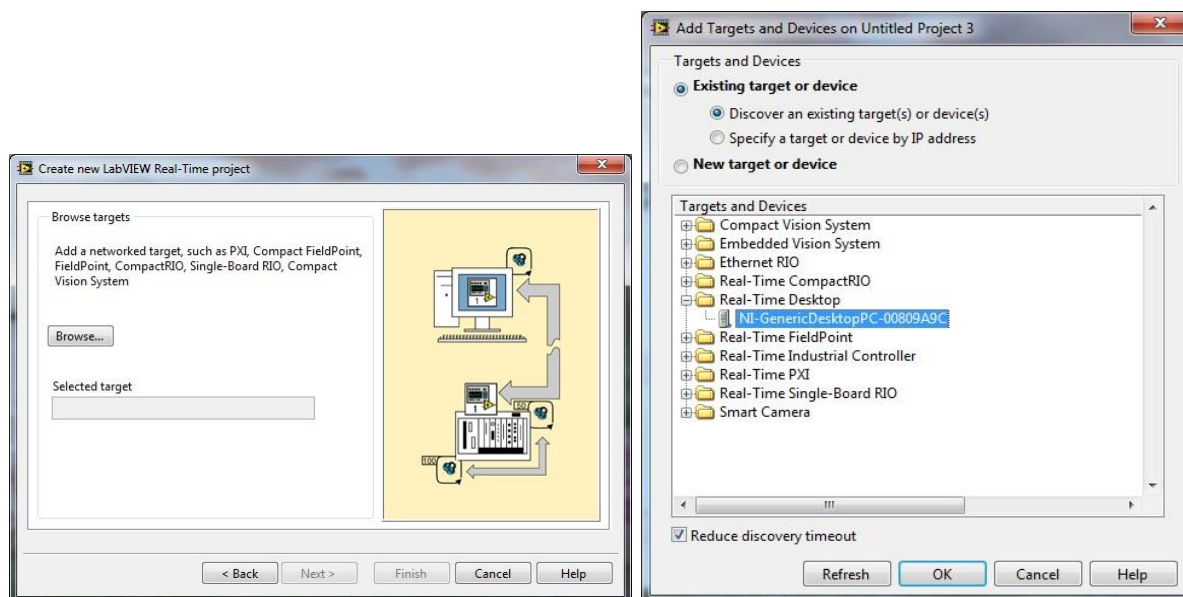 Create new LabVIEW Real-Time project
Browse targets
Add a networked target, such as PXI, Compact FieldPoint,
FieldPoint, CompactRIO, Single-Board RIO, Compact
Vision System
Browse...
Selected target
1
1
50
100
< Back
Next >
Finish
Cancel
Help
Add Targets and Devices on Untitled Project 3
Targets and Devices
Existing target or device
Discover an existing target(s) or device(s)
Specify a target or device by IP address
New target or device
Targets and Devices
Compact Vision System
Embedded Vision System
Ethernet RIO
Real-Time CompactRIO
Real-Time Desktop
NI-GenericDesktopPC-00809A9C
Real-Time FieldPoint
Real-Time Industrial Controller
Real-Time PXI
Real-Time Single-Board RIO
Smart Camera
Reduce discovery timeout
Refresh
OK
Cancel
Help